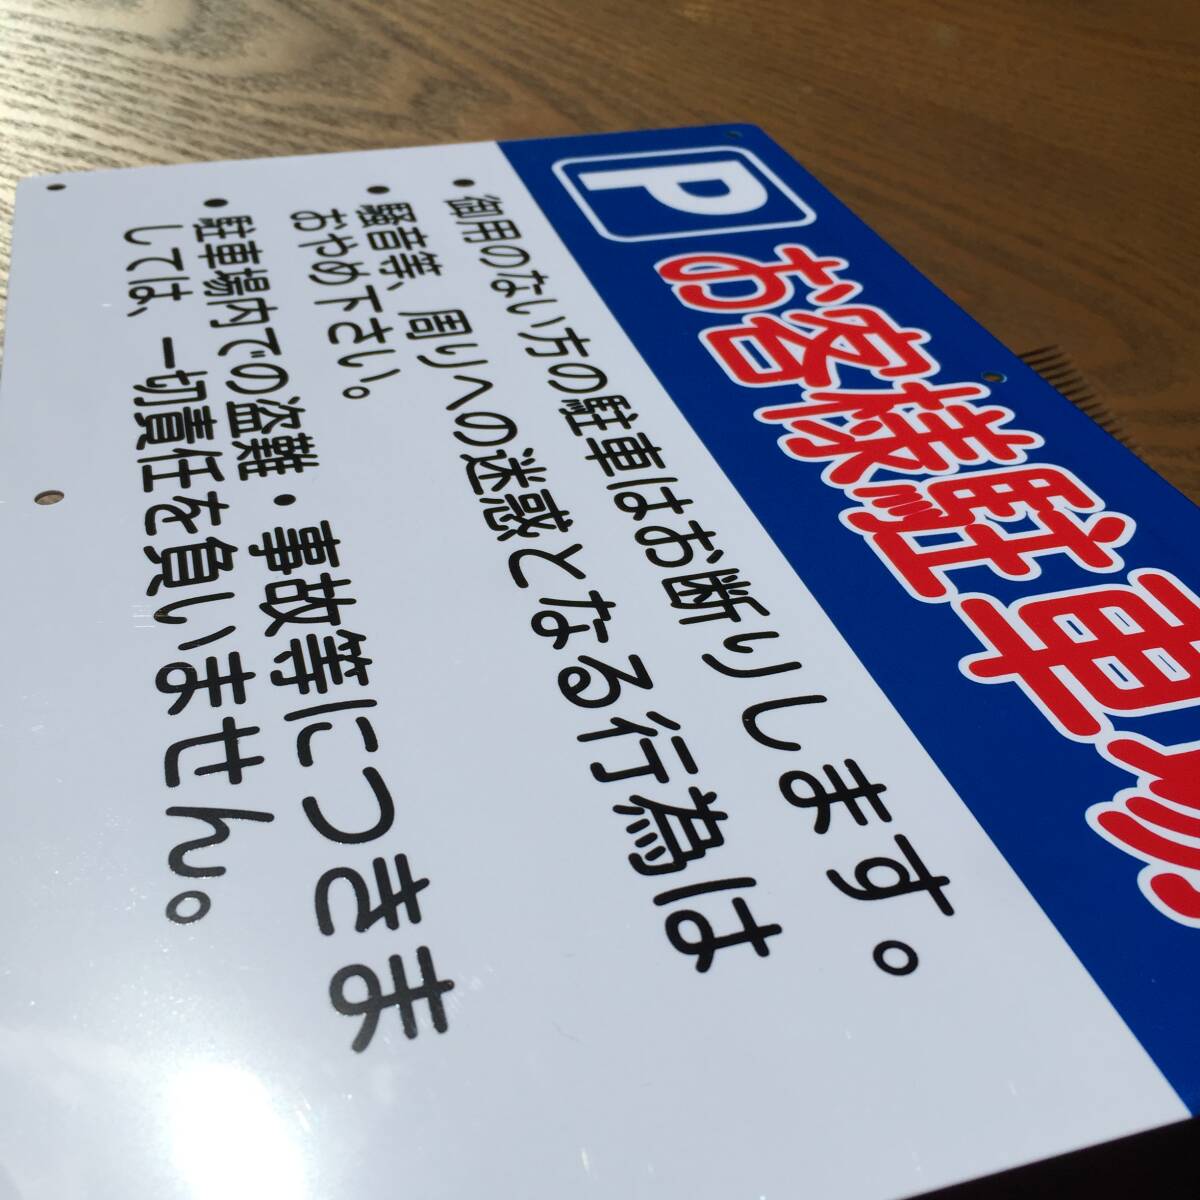 P お客様駐車場
・御用のない方の駐車はお断りします。
・騒音等、周りへの迷惑となる行為は
おやめ下さい。
・駐車場内での盗難・事故等につきま
しては、一切責任を負いません。